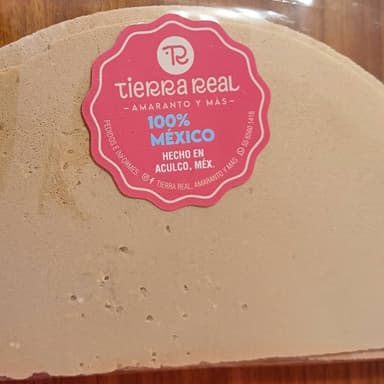 TR
TIERRA REAL
- AMARANTO Y MÁS -
100%
MÉXICO
HECHO EN
ACULCO, MÉX.
PEDIDOS E INFORMES:
TIERRA REAL, AMARANTO Y MÁS